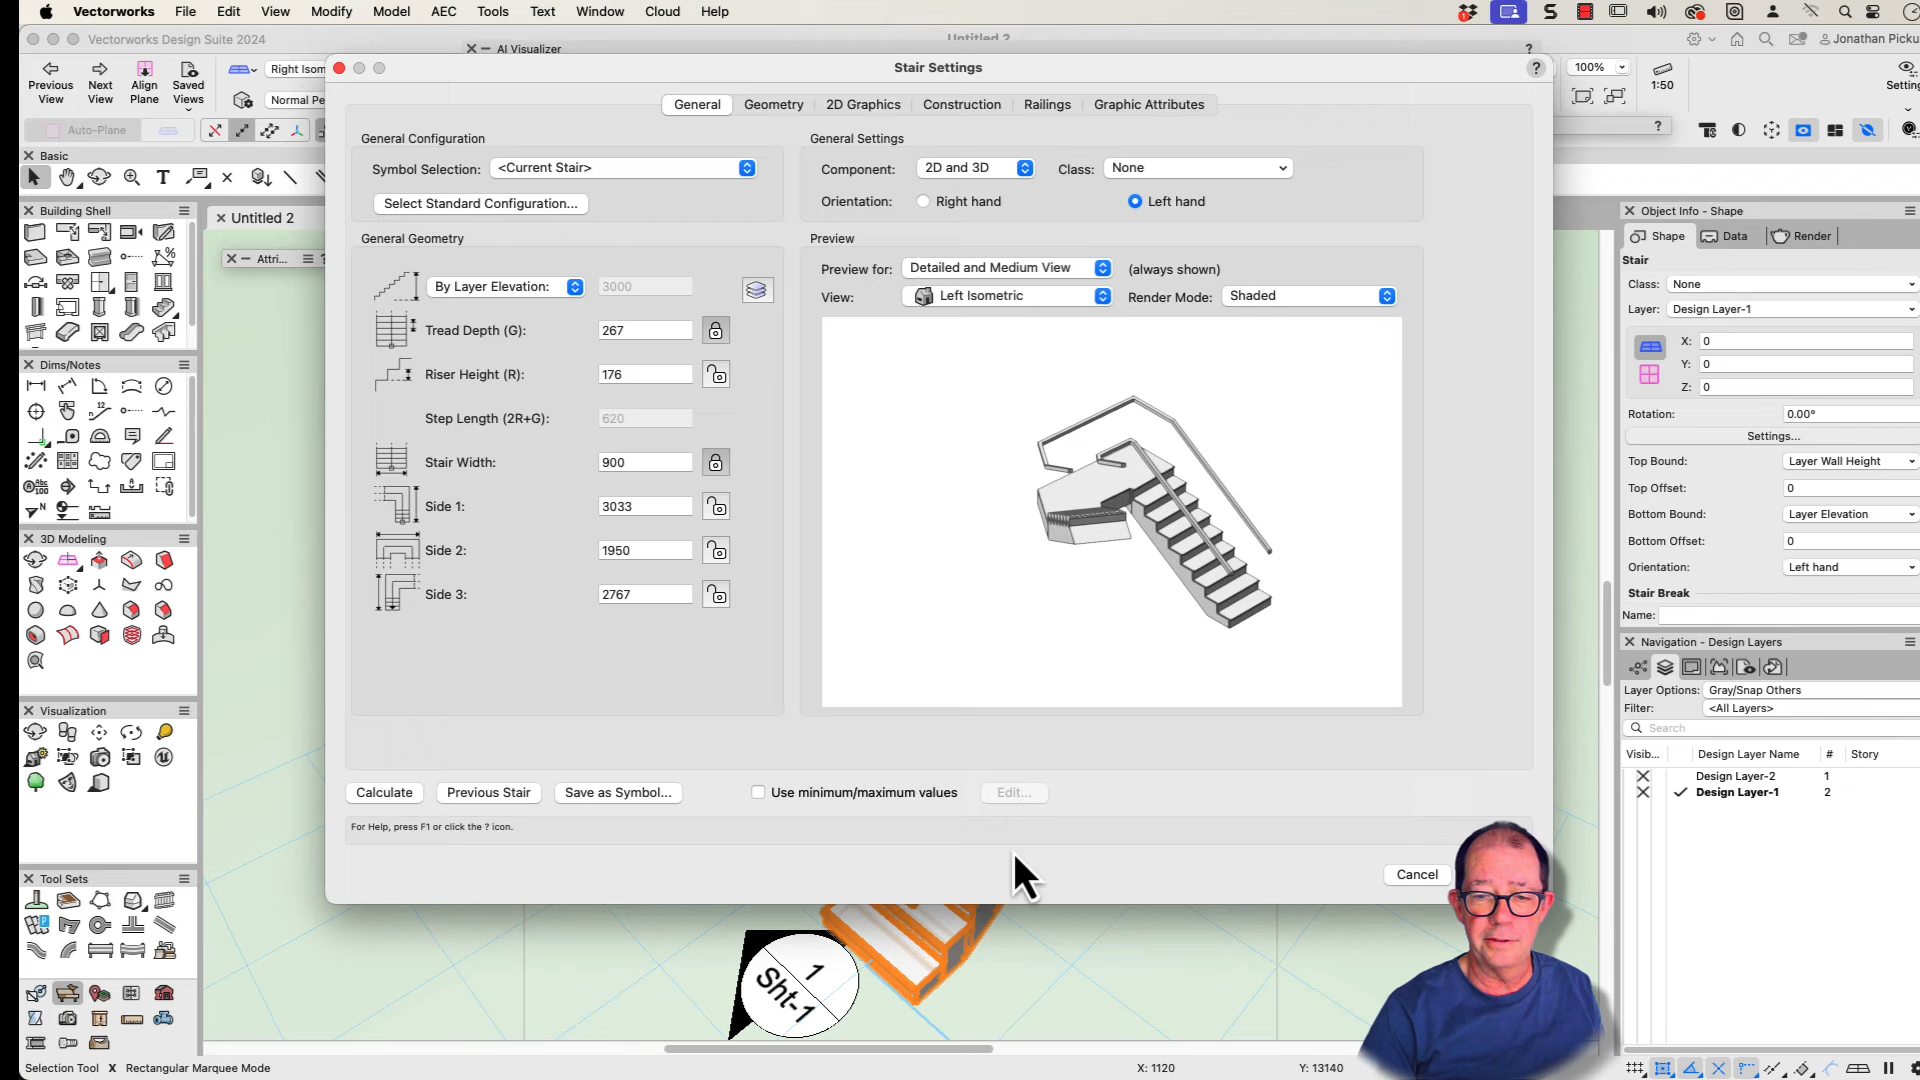 Vectorworks File Edit View Modify Model AEC Tools Text Window Cloud Help
Vectorworks Design Suite 2024
Untitled 2
Jonathan Picku
AI Visualizer
?
Previous View
Next View
Align Plane
Saved Views
Right Isom
Normal Pe
Stair Settings
?
100%
1:50
Setting
Auto-Plane
?
General Geometry 2D Graphics Construction Railings Graphic Attributes
Basic
General Configuration
Symbol Selection: <Current Stair>
Select Standard Configuration...
General Settings
Component: 2D and 3D Class: None
Orientation: Right hand Left hand
Building Shell
Untitled 2
Attri...
General Geometry
By Layer Elevation: 3000
Tread Depth (G): 267
Riser Height (R): 176
Step Length (2R+G): 620
Stair Width: 900
Side 1: 3033
Side 2: 1950
Side 3: 2767
Preview
Preview for: Detailed and Medium View (always shown)
View: Left Isometric Render Mode: Shaded
Dims/Notes
3D Modeling
Visualization
Tool Sets
Calculate Previous Stair Save as Symbol... Use minimum/maximum values Edit...
For Help, press F1 or click the ? icon.
Cancel
1
Sht-1
Object Info - Shape
Shape Data Render
Stair
Class: None
Layer: Design Layer-1
X: 0
Y: 0
Z: 0
Rotation: 0.00°
Settings...
Top Bound: Layer Wall Height
Top Offset: 0
Bottom Bound: Layer Elevation
Bottom Offset: 0
Orientation: Left hand
Stair Break
Name:
Navigation - Design Layers
Layer Options: Gray/Snap Others
Filter: <All Layers>
Search
Visib... Design Layer Name # Story
Design Layer-2 1
Design Layer-1 2
Selection Tool X Rectangular Marquee Mode
X: 1120 Y: 13140